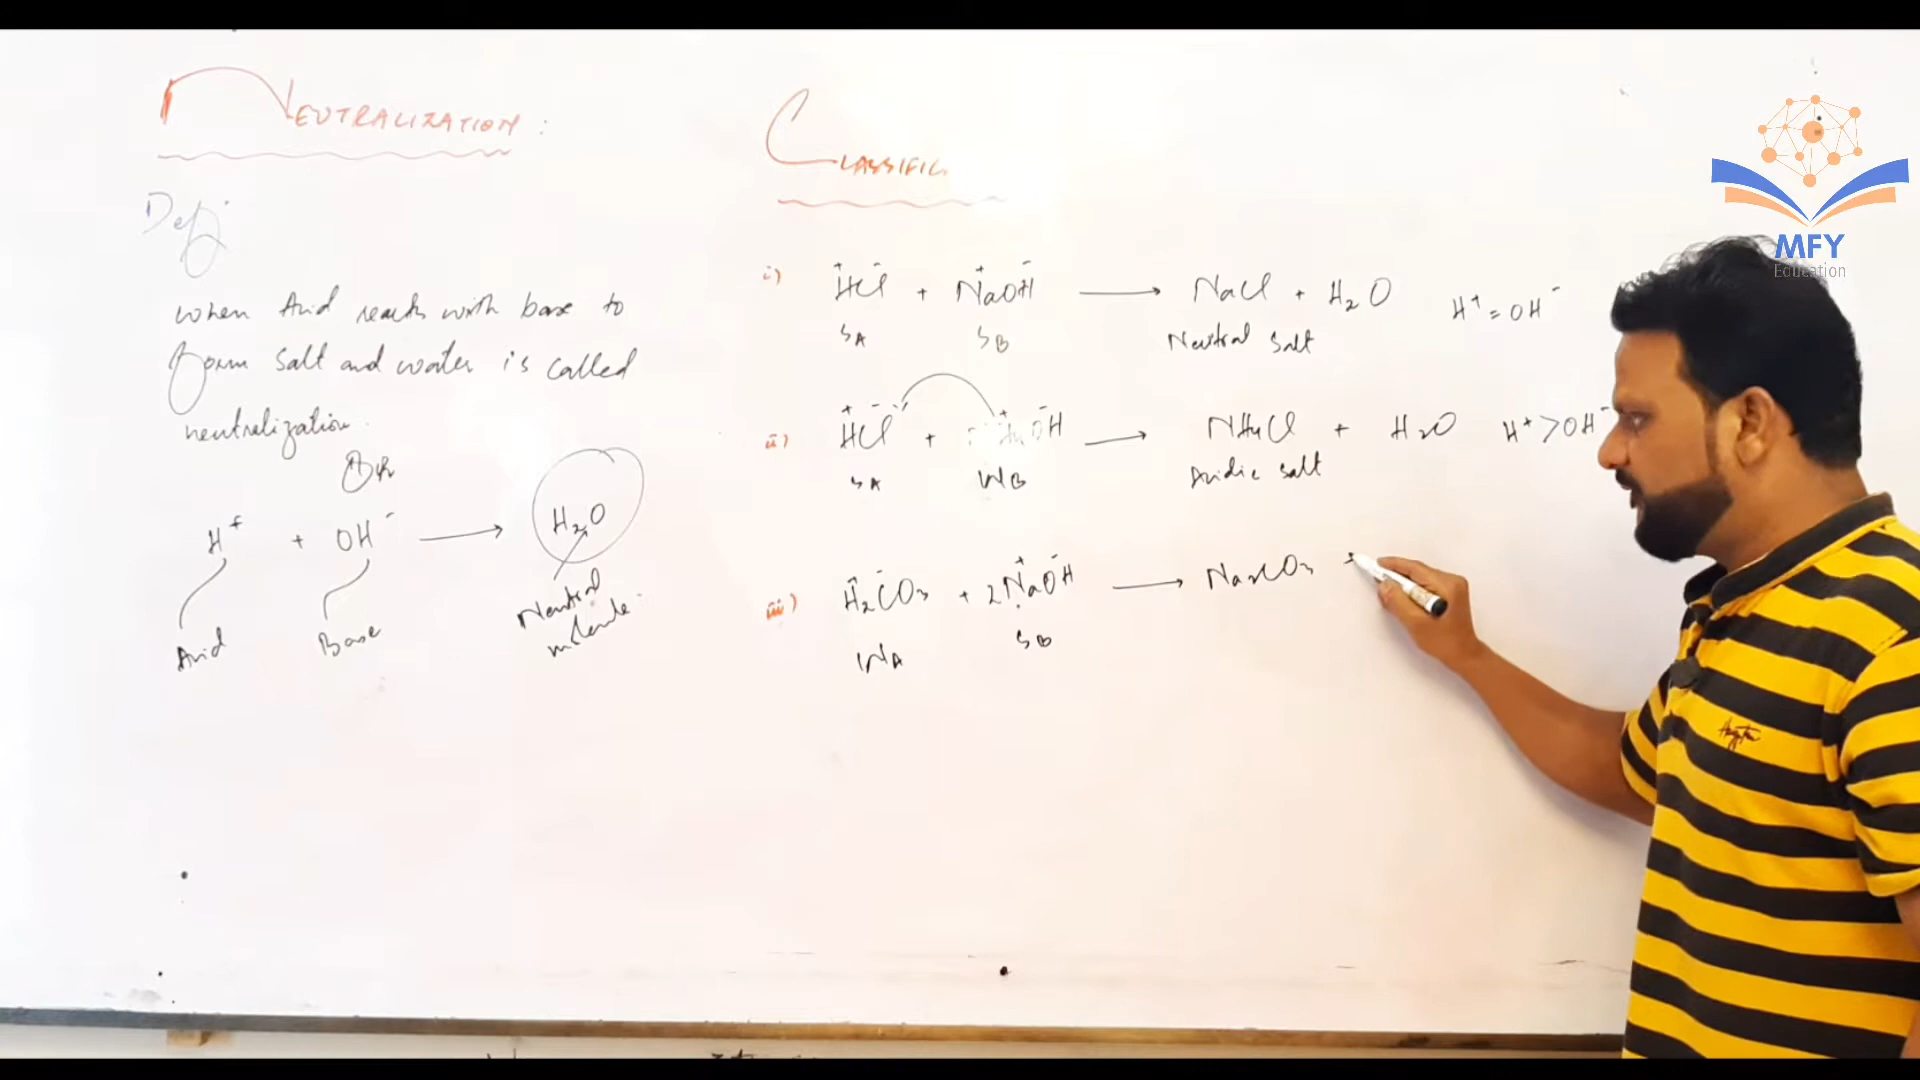 NEUTRALIZATION :
Def:
when Acid reacts with base to
form salt and water is called
neutralization.
OR
H⁺ + OH⁻ → H₂O
Acid Base Neutral
molecule.
CLASSIFIC
i) HCl + NaOH → NaCl + H₂O H⁺ = OH⁻
SA SB Neutral Salt
ii) HCl + NH₄OH → NH₄Cl + H₂O H⁺ > OH⁻
SA WB Acidic Salt
iii) H₂CO₃ + 2NaOH → Na₂CO₃ +
WA SB
MFY
Education